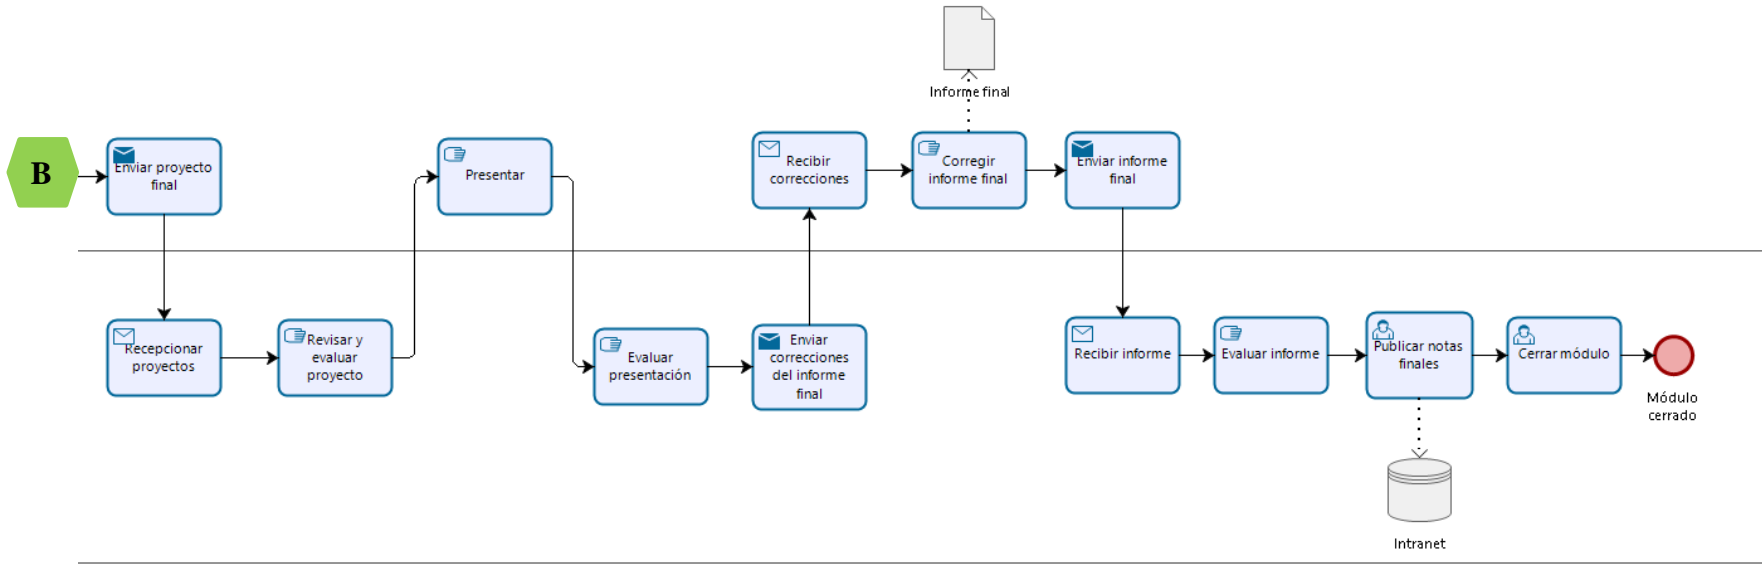 Informe final
B
Enviar proyecto
final
Presentar
Recibir
correcciones
Corregir
informe final
Enviar informe
final
Recepcionar
proyectos
Revisar y
evaluar
proyecto
Evaluar
presentación
Enviar
correcciones
del informe
final
Recibir informe
Evaluar informe
Publicar notas
finales
Cerrar módulo
Módulo
cerrado
Intranet